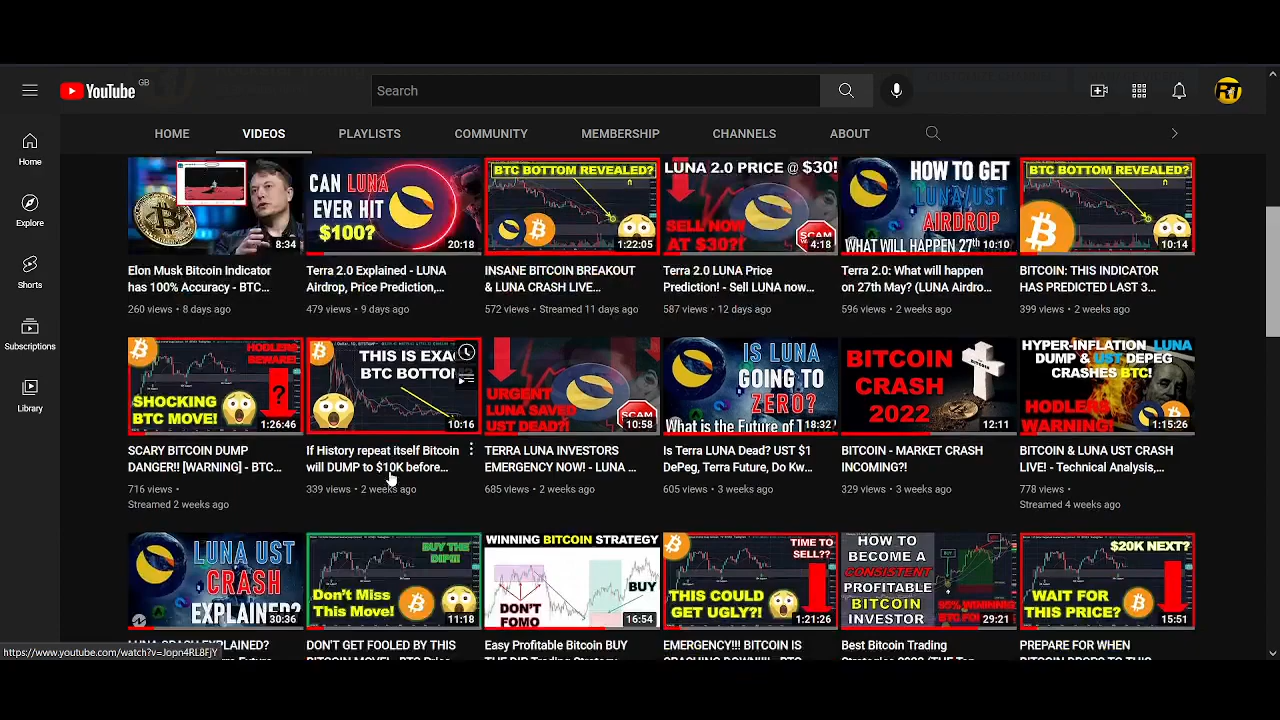 YouTube
GB
Search
RT
HOME
VIDEOS
PLAYLISTS
COMMUNITY
MEMBERSHIP
CHANNELS
ABOUT
Home
Explore
Shorts
Subscriptions
Library
8:34
CAN LUNA
EVER HIT
$100?
20:18
BTC BOTTOM REVEALED?
1:22:05
LUNA 2.0 PRICE @ $30!
SELL NOW
AT $30?!
SCAM
4:18
HOW TO GET
LUNA/UST
AIRDROP
WHAT WILL HAPPEN 27th
10:10
BTC BOTTOM REVEALED?
10:14
Elon Musk Bitcoin Indicator
has 100% Accuracy - BTC...
260 views • 8 days ago
Terra 2.0 Explained - LUNA
Airdrop, Price Prediction,...
479 views • 9 days ago
INSANE BITCOIN BREAKOUT
& LUNA CRASH LIVE...
572 views • Streamed 11 days ago
Terra 2.0 LUNA Price
Prediction! - Sell LUNA now...
587 views • 12 days ago
Terra 2.0: What will happen
on 27th May? (LUNA Airdro...
596 views • 2 weeks ago
BITCOIN: THIS INDICATOR
HAS PREDICTED LAST 3...
399 views • 2 weeks ago
HODLERS
BEWARE!
?
SHOCKING
BTC MOVE!
1:26:46
THIS IS EXA
BTC BOTTO
10:16
URGENT
LUNA SAVED
UST DEAD?!
SCAM
10:58
IS LUNA
GOING TO
ZERO?
What is the Future of
18:32
BITCOIN
CRASH
2022
12:11
HYPER-INFLATION, LUNA
DUMP & UST DEPEG
CRASHES BTC!
HODLERS
WARNING!
1:15:26
SCARY BITCOIN DUMP
DANGER!! [WARNING] - BTC...
716 views •
Streamed 2 weeks ago
If History repeat itself Bitcoin
will DUMP to $10K before...
339 views • 2 weeks ago
TERRA LUNA INVESTORS
EMERGENCY NOW! - LUNA ...
685 views • 2 weeks ago
Is Terra LUNA Dead? UST $1
DePeg, Terra Future, Do Kw...
605 views • 3 weeks ago
BITCOIN - MARKET CRASH
INCOMING?!
329 views • 3 weeks ago
BITCOIN & LUNA UST CRASH
LIVE! - Technical Analysis,...
778 views •
Streamed 4 weeks ago
LUNA UST
CRASH
EXPLAINED?
30:36
BUY THE
DIP!!!
Don't Miss
This Move!
11:18
WINNING BITCOIN STRATEGY
BUY
DON'T
FOMO
16:54
TIME TO
SELL??
THIS COULD
GET UGLY?!
1:21:26
HOW TO
BECOME A
CONSISTENT
PROFITABLE
BITCOIN
INVESTOR
29:21
$20K NEXT?
WAIT FOR
THIS PRICE?
15:51
DON'T GET FOOLED BY THIS
Easy Profitable Bitcoin BUY
EMERGENCY!!! BITCOIN IS
Best Bitcoin Trading
PREPARE FOR WHEN
https://www.youtube.com/watch?v=Jopn4RL8FjY